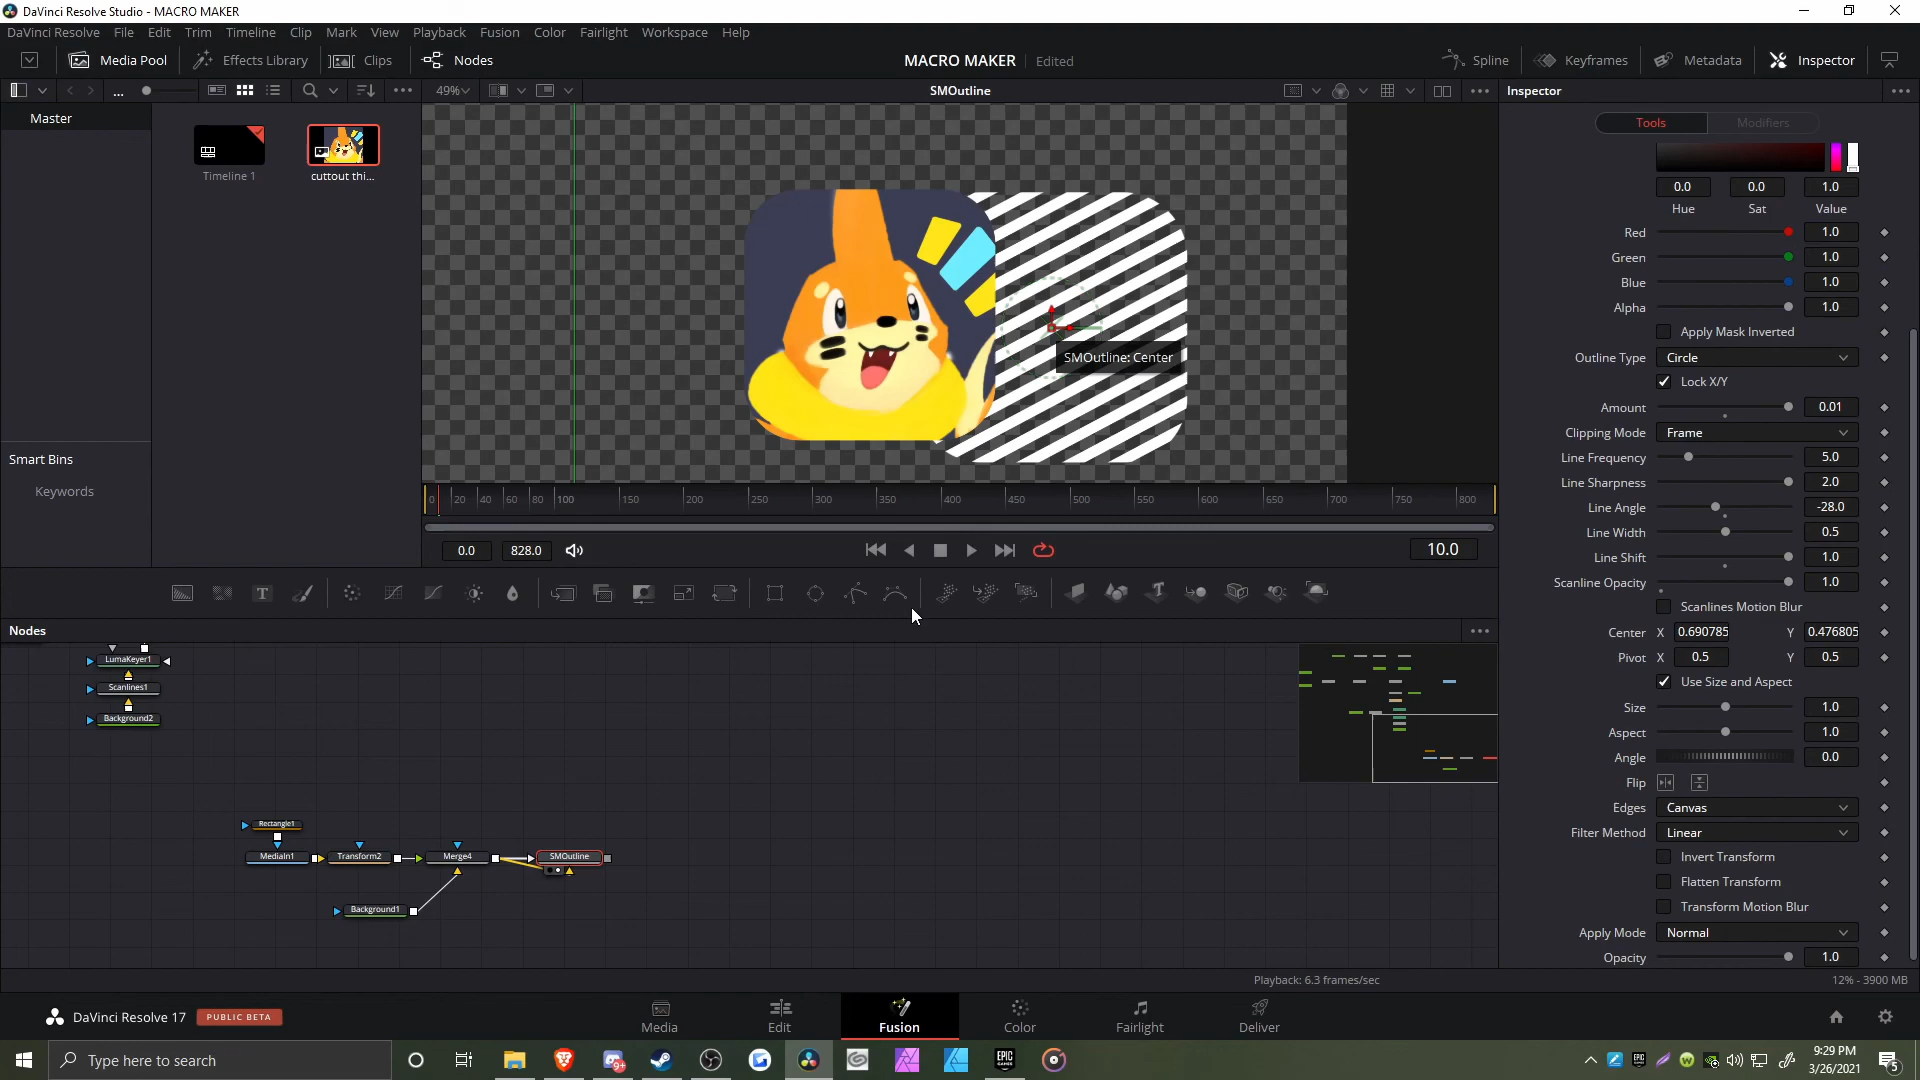 DaVinci Resolve Studio - MACRO MAKER
DaVinci Resolve File Edit Trim Timeline Clip Mark View Playback Fusion Color Fairlight Workspace Help
Media Pool Effects Library Clips Nodes MACRO MAKER Edited Spline Keyframes Metadata Inspector
... 49% SMOutline Inspector
Master
Tools Modifiers
Timeline 1 cuttout thi...
0.0 0.0 1.0
Hue Sat Value
Red 1.0
Green 1.0
Blue 1.0
Alpha 1.0
Apply Mask Inverted
SMOutline: Center
Outline Type Circle
Lock X/Y
Amount 0.01
Clipping Mode Frame
Smart Bins
Line Frequency 5.0
Keywords
Line Sharpness 2.0
0 20 40 60 80 100 150 200 250 300 350 400 450 500 550 600 650 700 750 800
Line Angle -28.0
Line Width 0.5
0.0 828.0 10.0
Line Shift 1.0
Scanline Opacity 1.0
Scanlines Motion Blur
Nodes
Center X 0.690785 Y 0.476805
Pivot X 0.5 Y 0.5
LumaKeyer1
Scanlines1
Background2
Use Size and Aspect
Size 1.0
Aspect 1.0
Angle 0.0
Flip
Edges Canvas
Filter Method Linear
Rectangle1
MediaIn1 Transform2 Merge4 SMOutline
Background1
Invert Transform
Flatten Transform
Transform Motion Blur
Apply Mode Normal
Opacity 1.0
Playback: 6.3 frames/sec 12% - 3900 MB
DaVinci Resolve 17 PUBLIC BETA
Media Edit Fusion Color Fairlight Deliver
Type here to search
9+
EPIC GAMES
9:29 PM
3/26/2021
5